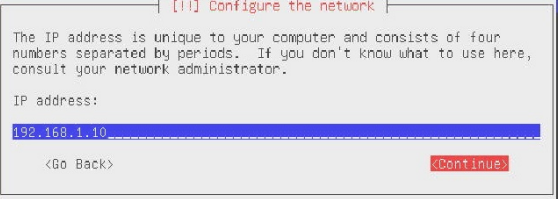 [!!] Configure the network
The IP address is unique to your computer and consists of four
numbers separated by periods.  If you don't know what to use here,
consult your network administrator.
IP address:
192.168.1.10
<Go Back> <Continue>